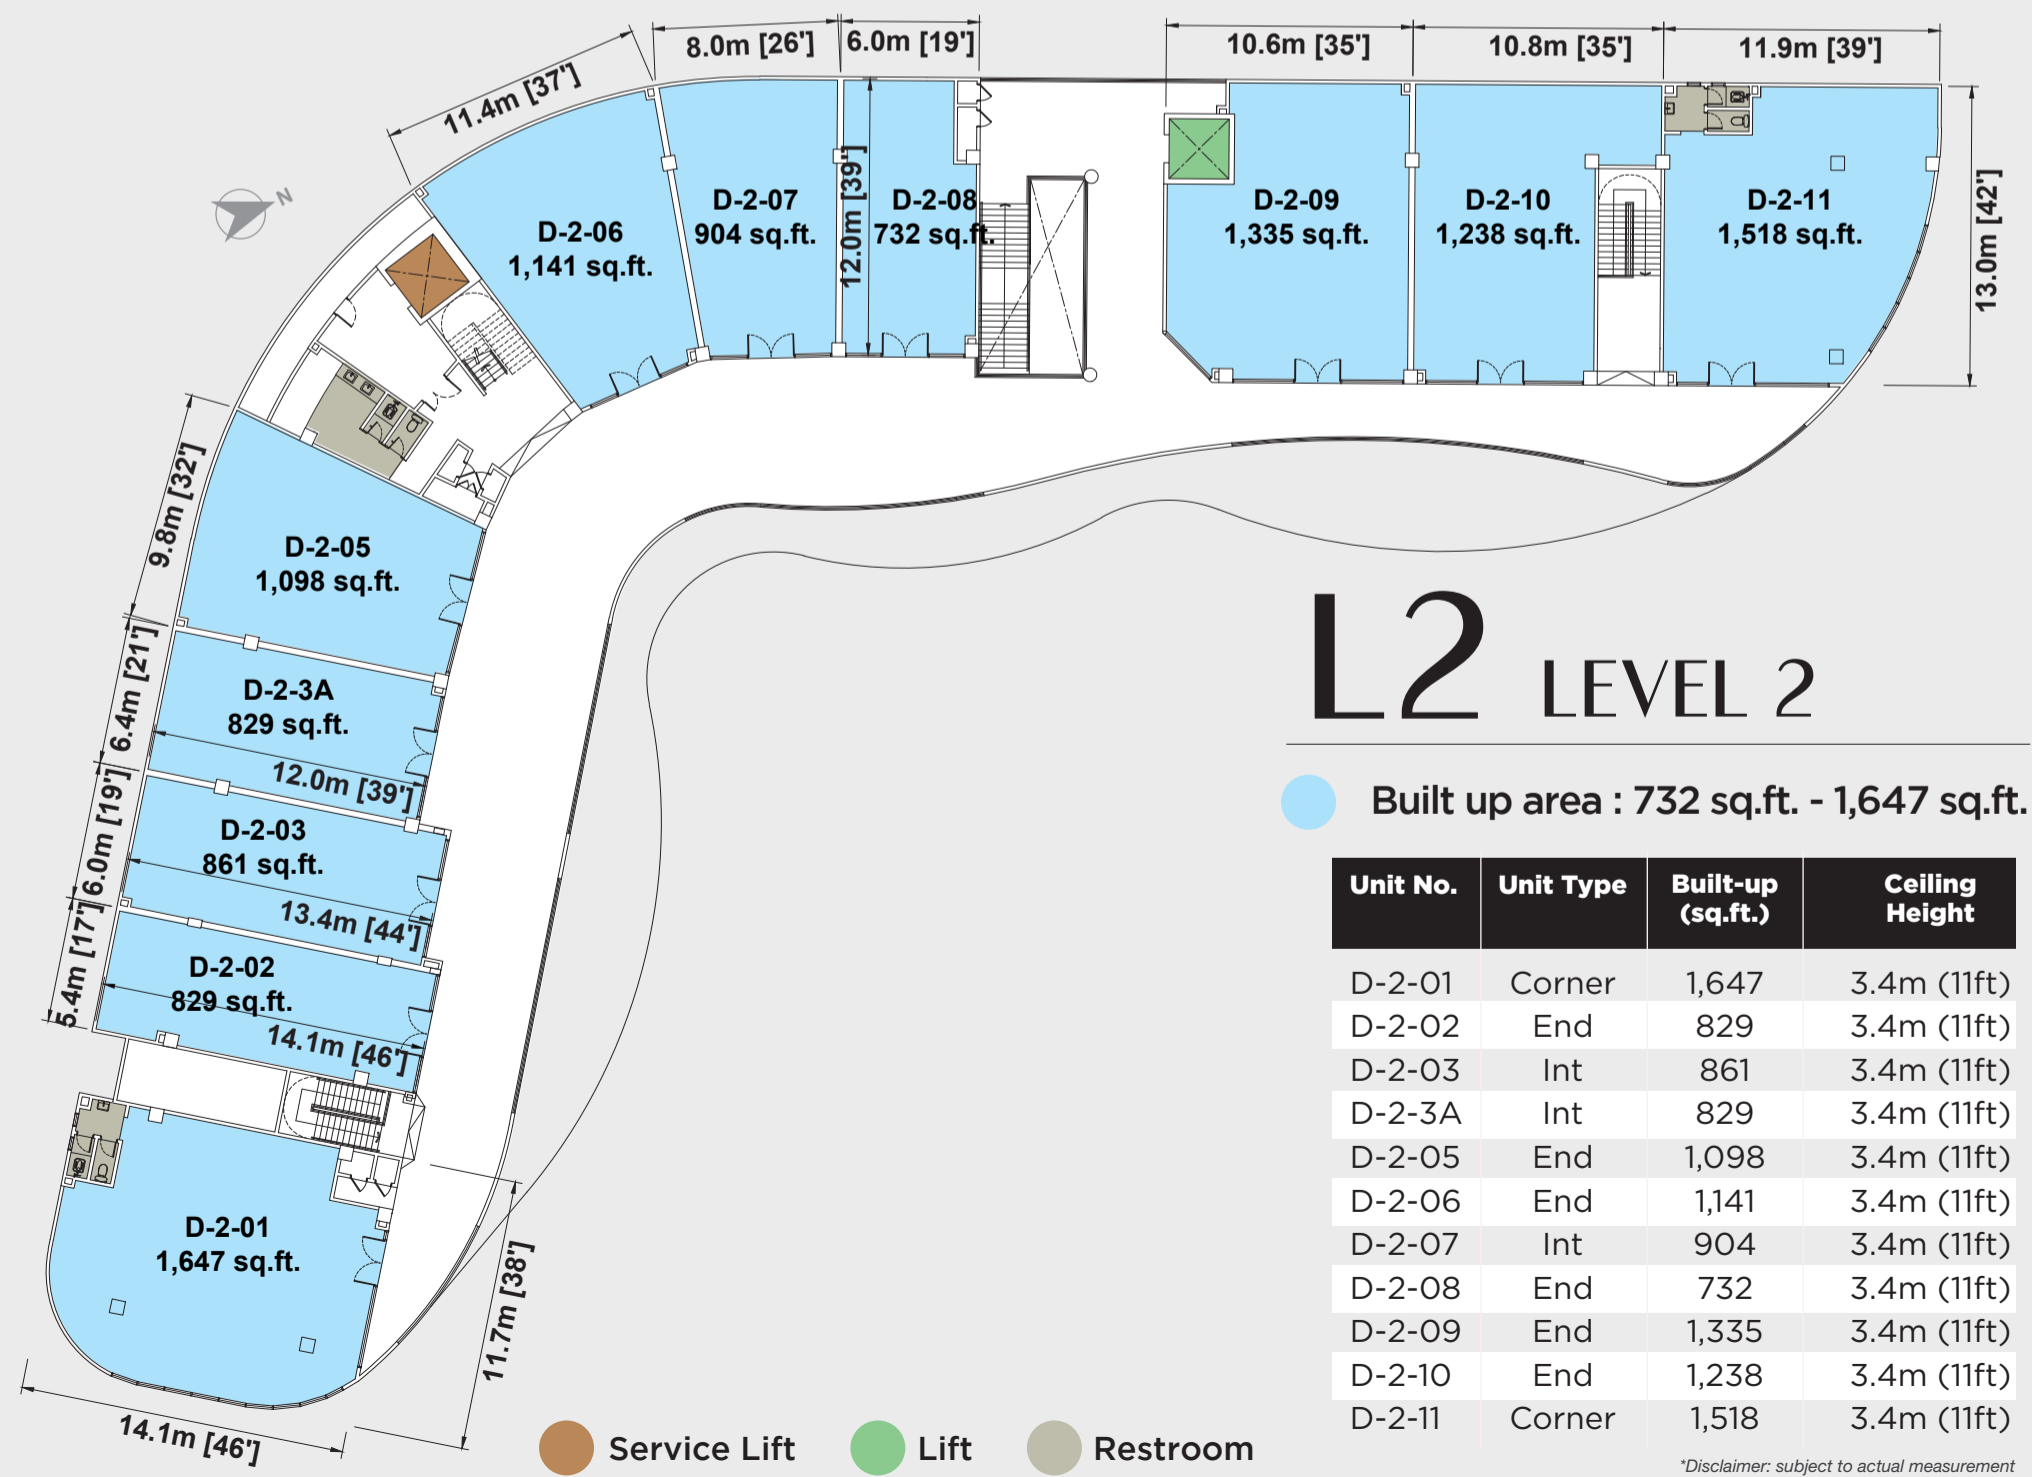 8.0m [26']
6.0m [19']
10.6m [35']
10.8m [35']
11.9m [39']
11.4m [37']
N
D-2-06
1,141 sq.ft.
D-2-07
904 sq.ft.
12.0m [39']
D-2-08
732 sq.ft.
D-2-09
1,335 sq.ft.
D-2-10
1,238 sq.ft.
D-2-11
1,518 sq.ft.
13.0m [42']
9.8m [32']
D-2-05
1,098 sq.ft.
6.4m [21']
D-2-3A
829 sq.ft.
12.0m [39']
6.0m [19']
D-2-03
861 sq.ft.
13.4m [44']
5.4m [17']
D-2-02
829 sq.ft.
14.1m [46']
D-2-01
1,647 sq.ft.
11.7m [38']
14.1m [46']
L2 LEVEL 2
Built up area : 732 sq.ft. - 1,647 sq.ft.
Unit No. Unit Type Built-up (sq.ft.) Ceiling Height
D-2-01 Corner 1,647 3.4m (11ft)
D-2-02 End 829 3.4m (11ft)
D-2-03 Int 861 3.4m (11ft)
D-2-3A Int 829 3.4m (11ft)
D-2-05 End 1,098 3.4m (11ft)
D-2-06 End 1,141 3.4m (11ft)
D-2-07 Int 904 3.4m (11ft)
D-2-08 End 732 3.4m (11ft)
D-2-09 End 1,335 3.4m (11ft)
D-2-10 End 1,238 3.4m (11ft)
D-2-11 Corner 1,518 3.4m (11ft)
Service Lift
Lift
Restroom
*Disclaimer: subject to actual measurement